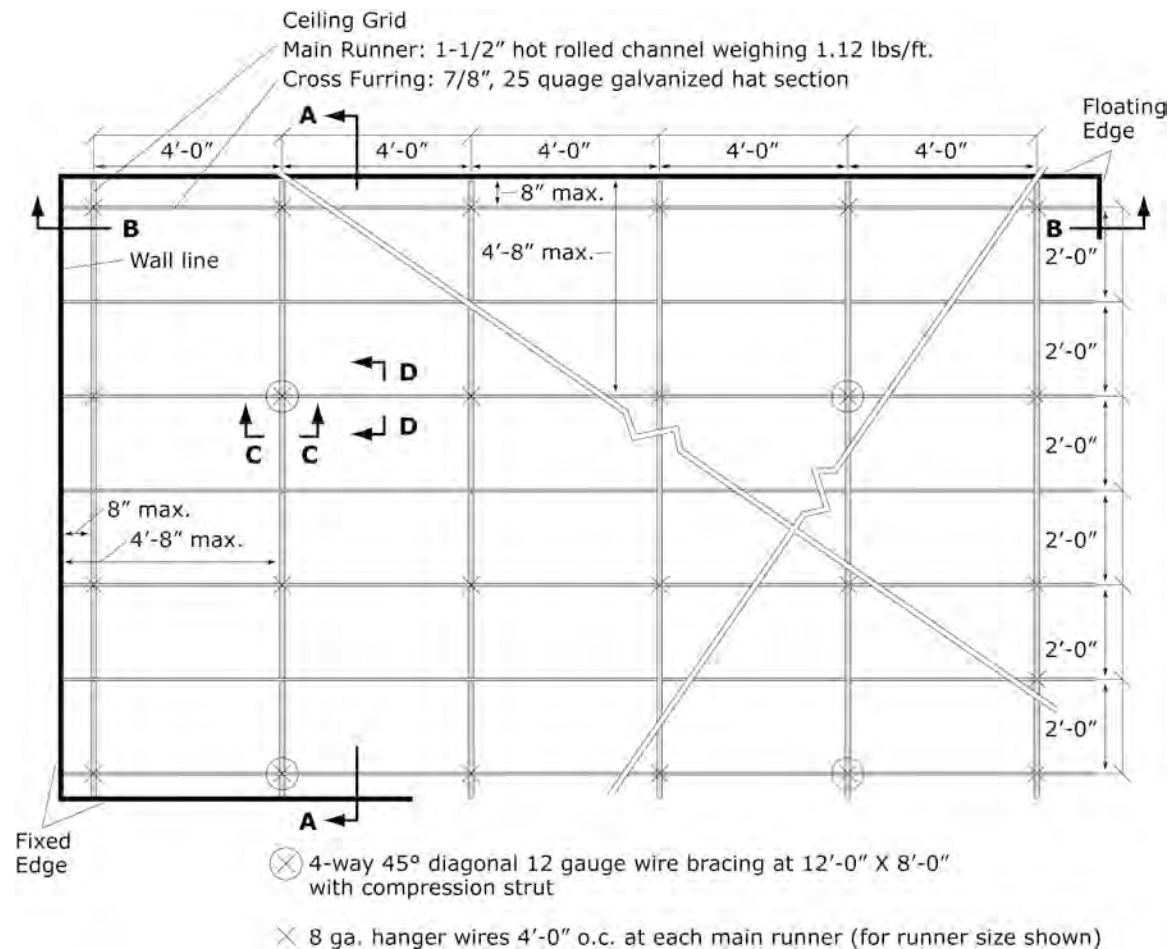 Ceiling Grid
Main Runner: 1-1/2” hot rolled channel weighing 1.12 lbs/ft.
Cross Furring: 7/8”, 25 quage galvanized hat section
Floating
Edge
A
4’-0”
4’-0”
4’-0”
4’-0”
4’-0”
8” max.
B
B
Wall line
4’-8” max.
2’-0”
2’-0”
D
D
C
C
2’-0”
8” max.
4’-8” max.
2’-0”
2’-0”
2’-0”
A
Fixed
Edge
4-way 45° diagonal 12 gauge wire bracing at 12’-0” X 8’-0”
with compression strut
8 ga. hanger wires 4’-0” o.c. at each main runner (for runner size shown)